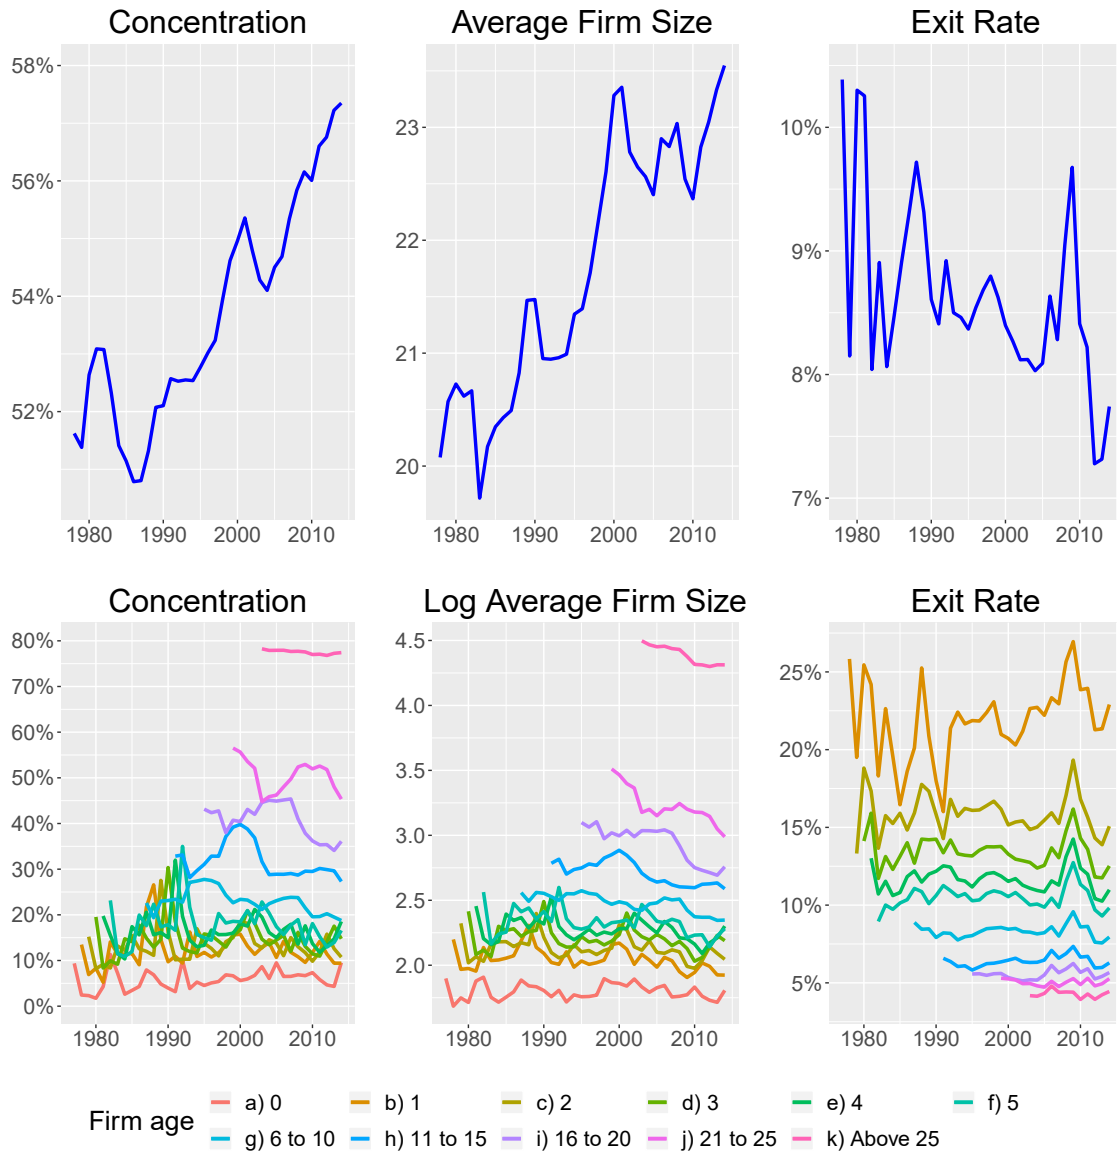 Concentration
58%
56%
54%
52%
1980 1990 2000 2010
Average Firm Size
23
22
21
20
1980 1990 2000 2010
Exit Rate
10%
9%
8%
7%
1980 1990 2000 2010
Concentration
80%
70%
60%
50%
40%
30%
20%
10%
0%
1980 1990 2000 2010
Log Average Firm Size
4.5
4.0
3.5
3.0
2.5
2.0
1980 1990 2000 2010
Exit Rate
25%
20%
15%
10%
5%
1980 1990 2000 2010
Firm age
a) 0 b) 1 c) 2 d) 3 e) 4 f) 5
g) 6 to 10 h) 11 to 15 i) 16 to 20 j) 21 to 25 k) Above 25